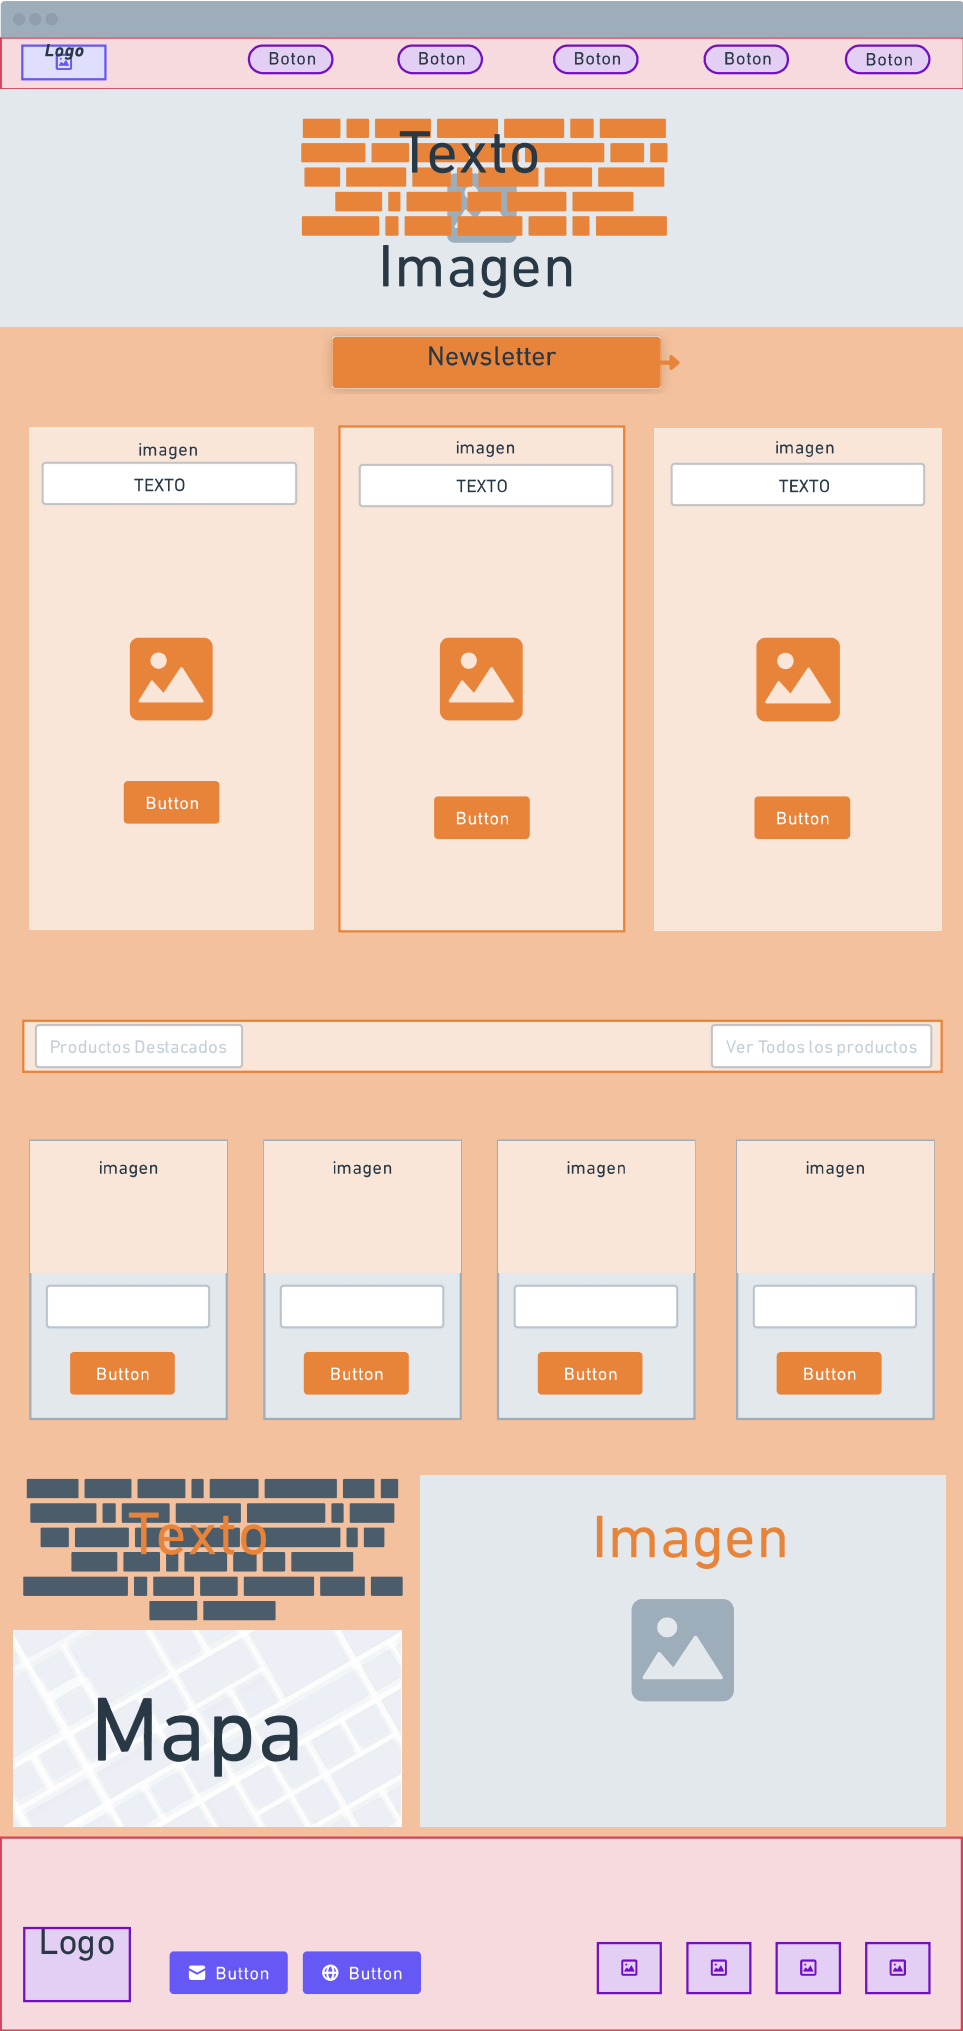 Logo
Boton
Boton
Boton
Boton
Boton
Texto
Imagen
Newsletter
imagen
TEXTO
imagen
TEXTO
imagen
TEXTO
Button
Button
Button
Productos Destacados
Ver Todos los productos
imagen
imagen
imagen
imagen
Button
Button
Button
Button
Texto
Imagen
Mapa
Logo
Button
Button